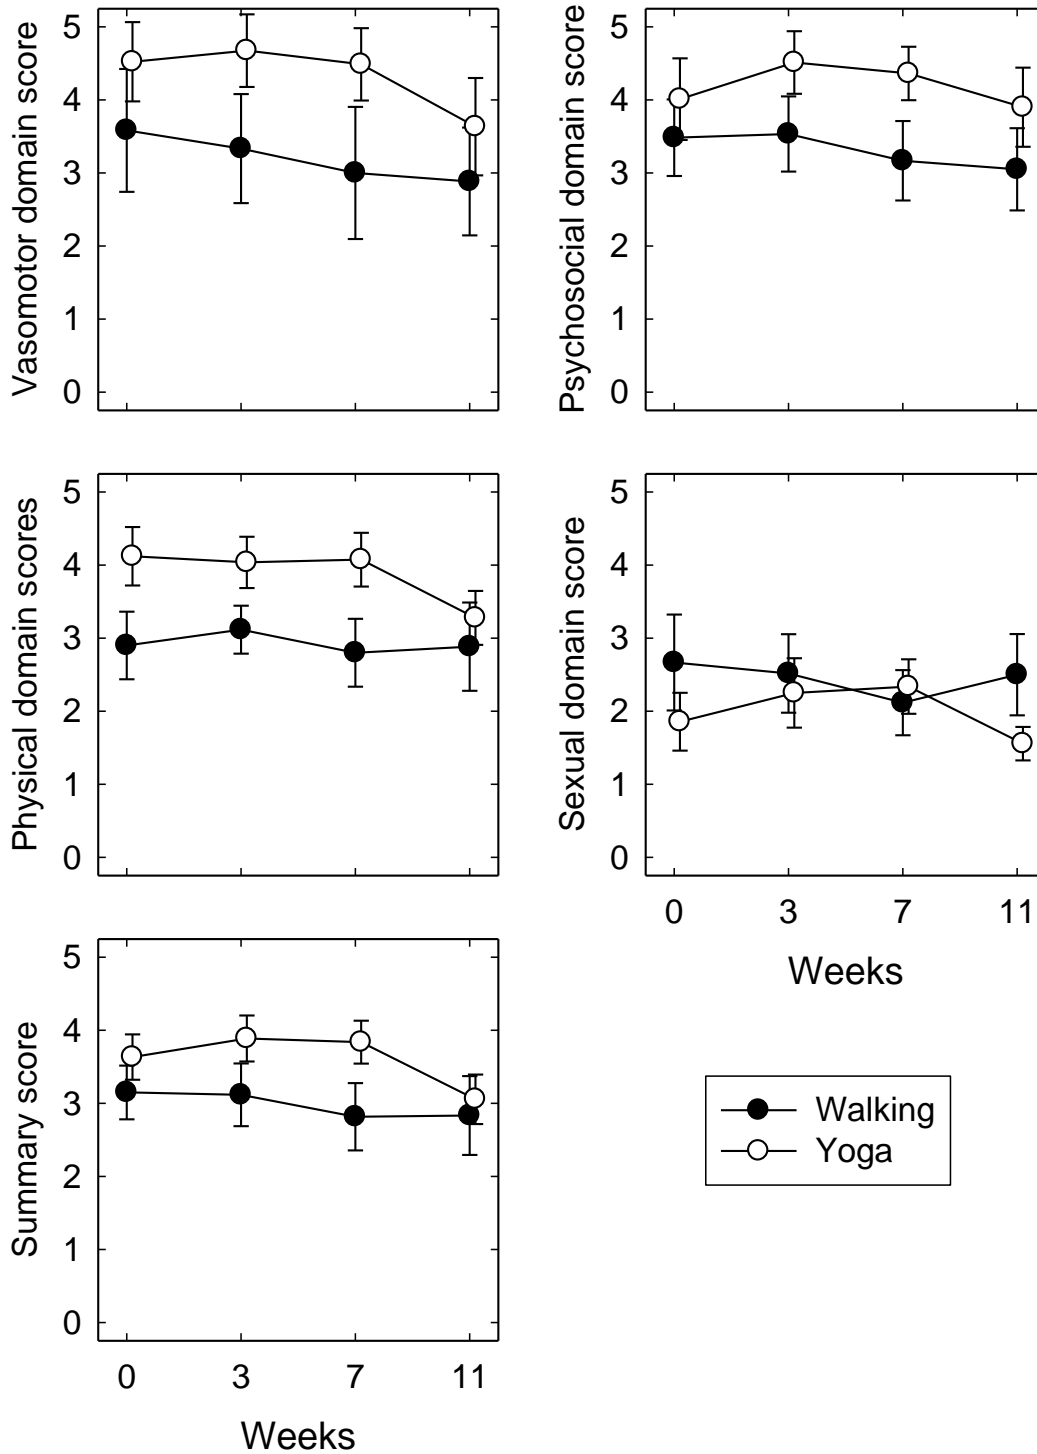 Vasomotor domain score
5
4
3
2
1
0
Psychosocial domain score
5
4
3
2
1
0
Physical domain scores
5
4
3
2
1
0
Sexual domain score
5
4
3
2
1
0
0 3 7 11
Weeks
Summary score
5
4
3
2
1
0
0 3 7 11
Weeks
Walking
Yoga